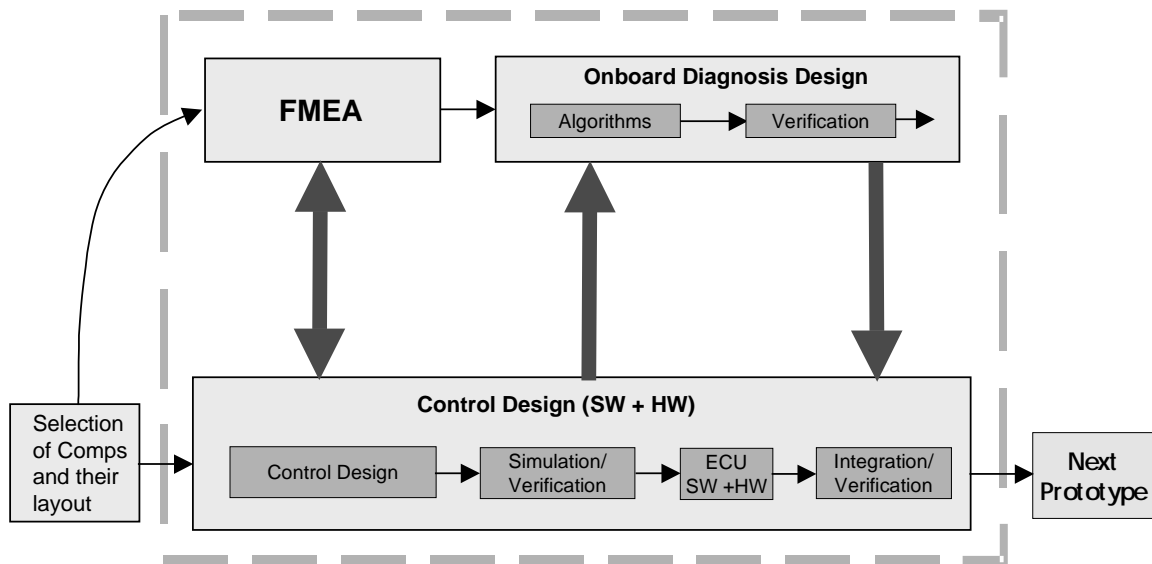 Onboard Diagnosis Design
FMEA
Algorithms
Verification
Control Design (SW + HW)
Selection
of Comps
and their
layout
Control Design
Simulation/
Verification
ECU
SW +HW
Integration/
Verification
Next
Prototype